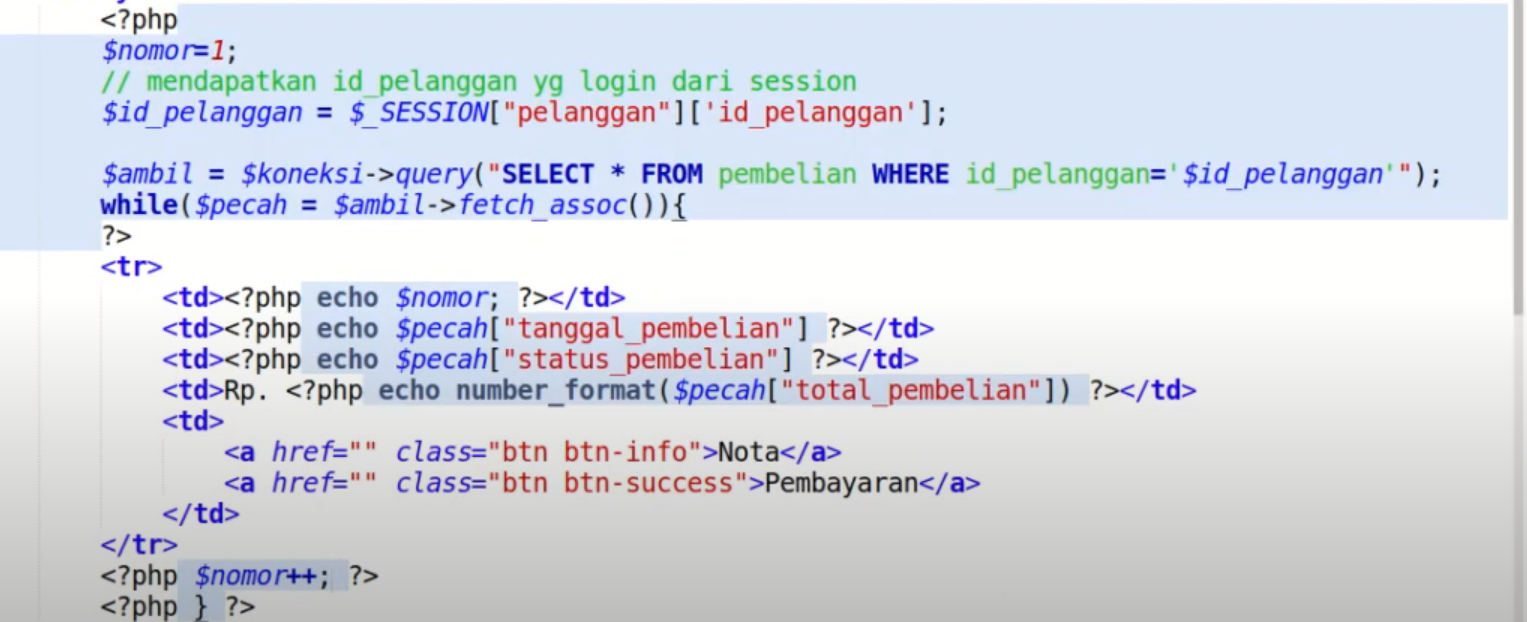 <?php
$nomor=1;
// mendapatkan id_pelanggan yg login dari session
$id_pelanggan = $_SESSION["pelanggan"]['id_pelanggan'];
$ambil = $koneksi->query("SELECT * FROM pembelian WHERE id_pelanggan='$id_pelanggan'");
while($pecah = $ambil->fetch_assoc()){
?>
<tr>
<td><?php echo $nomor; ?></td>
<td><?php echo $pecah["tanggal_pembelian"] ?></td>
<td><?php echo $pecah["status_pembelian"] ?></td>
<td>Rp. <?php echo number_format($pecah["total_pembelian"]) ?></td>
<td>
<a href="" class="btn btn-info">Nota</a>
<a href="" class="btn btn-success">Pembayaran</a>
</td>
</tr>
<?php $nomor++; ?>
<?php } ?>